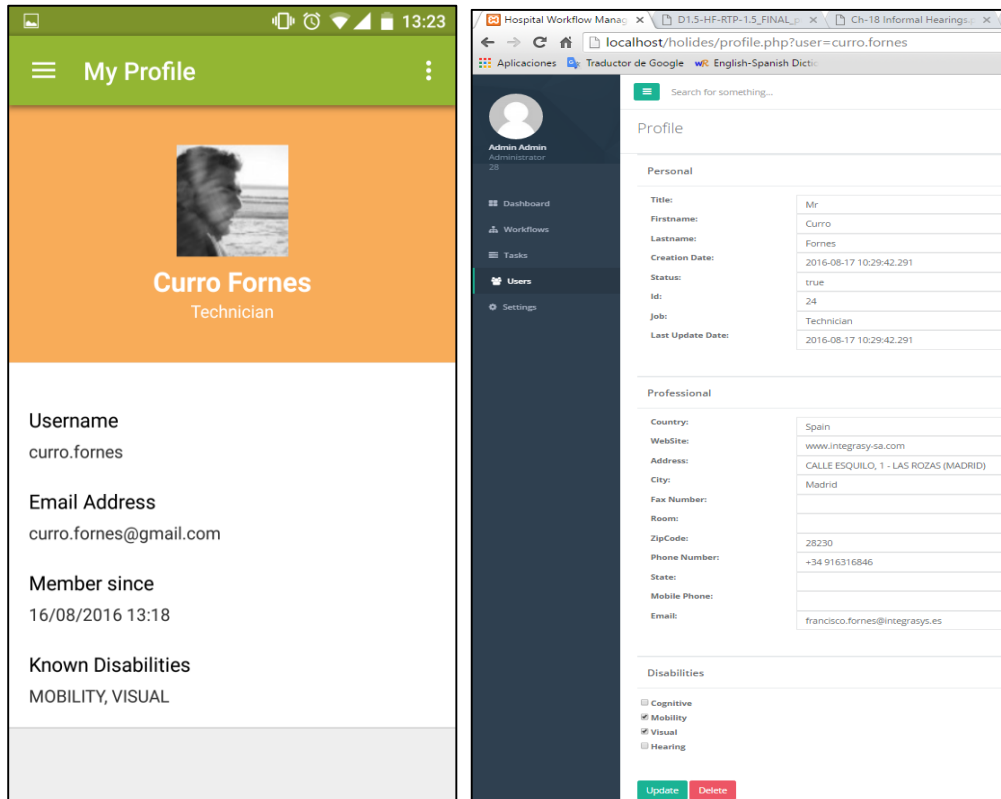 13:23
My Profile
Curro Fornes
Technician
Username
curro.fornes
Email Address
curro.fornes@gmail.com
Member since
16/08/2016 13:18
Known Disabilities
MOBILITY, VISUAL
Hospital Workflow Manag
D1.5-HF-RTP-1.5_FINAL_p
Ch-18 Informal Hearings.p
localhost/holides/profile.php?user=curro.fornes
Aplicaciones Traductor de Google wR English-Spanish Dictic
Search for something...
Admin Admin
Administrator
28
Dashboard
Workflows
Tasks
Users
Settings
Profile
Personal
Title: Mr
Firstname: Curro
Lastname: Fornes
Creation Date: 2016-08-17 10:29:42.291
Status: true
Id: 24
Job: Technician
Last Update Date: 2016-08-17 10:29:42.291
Professional
Country: Spain
WebSite: www.integrasy-sa.com
Address: CALLE ESQUILO, 1 - LAS ROZAS (MADRID)
City: Madrid
Fax Number:
Room:
ZipCode: 28230
Phone Number: +34 916316846
State:
Mobile Phone:
Email: francisco.fornes@integrasys.es
Disabilities
Cognitive
Mobility
Visual
Hearing
Update Delete